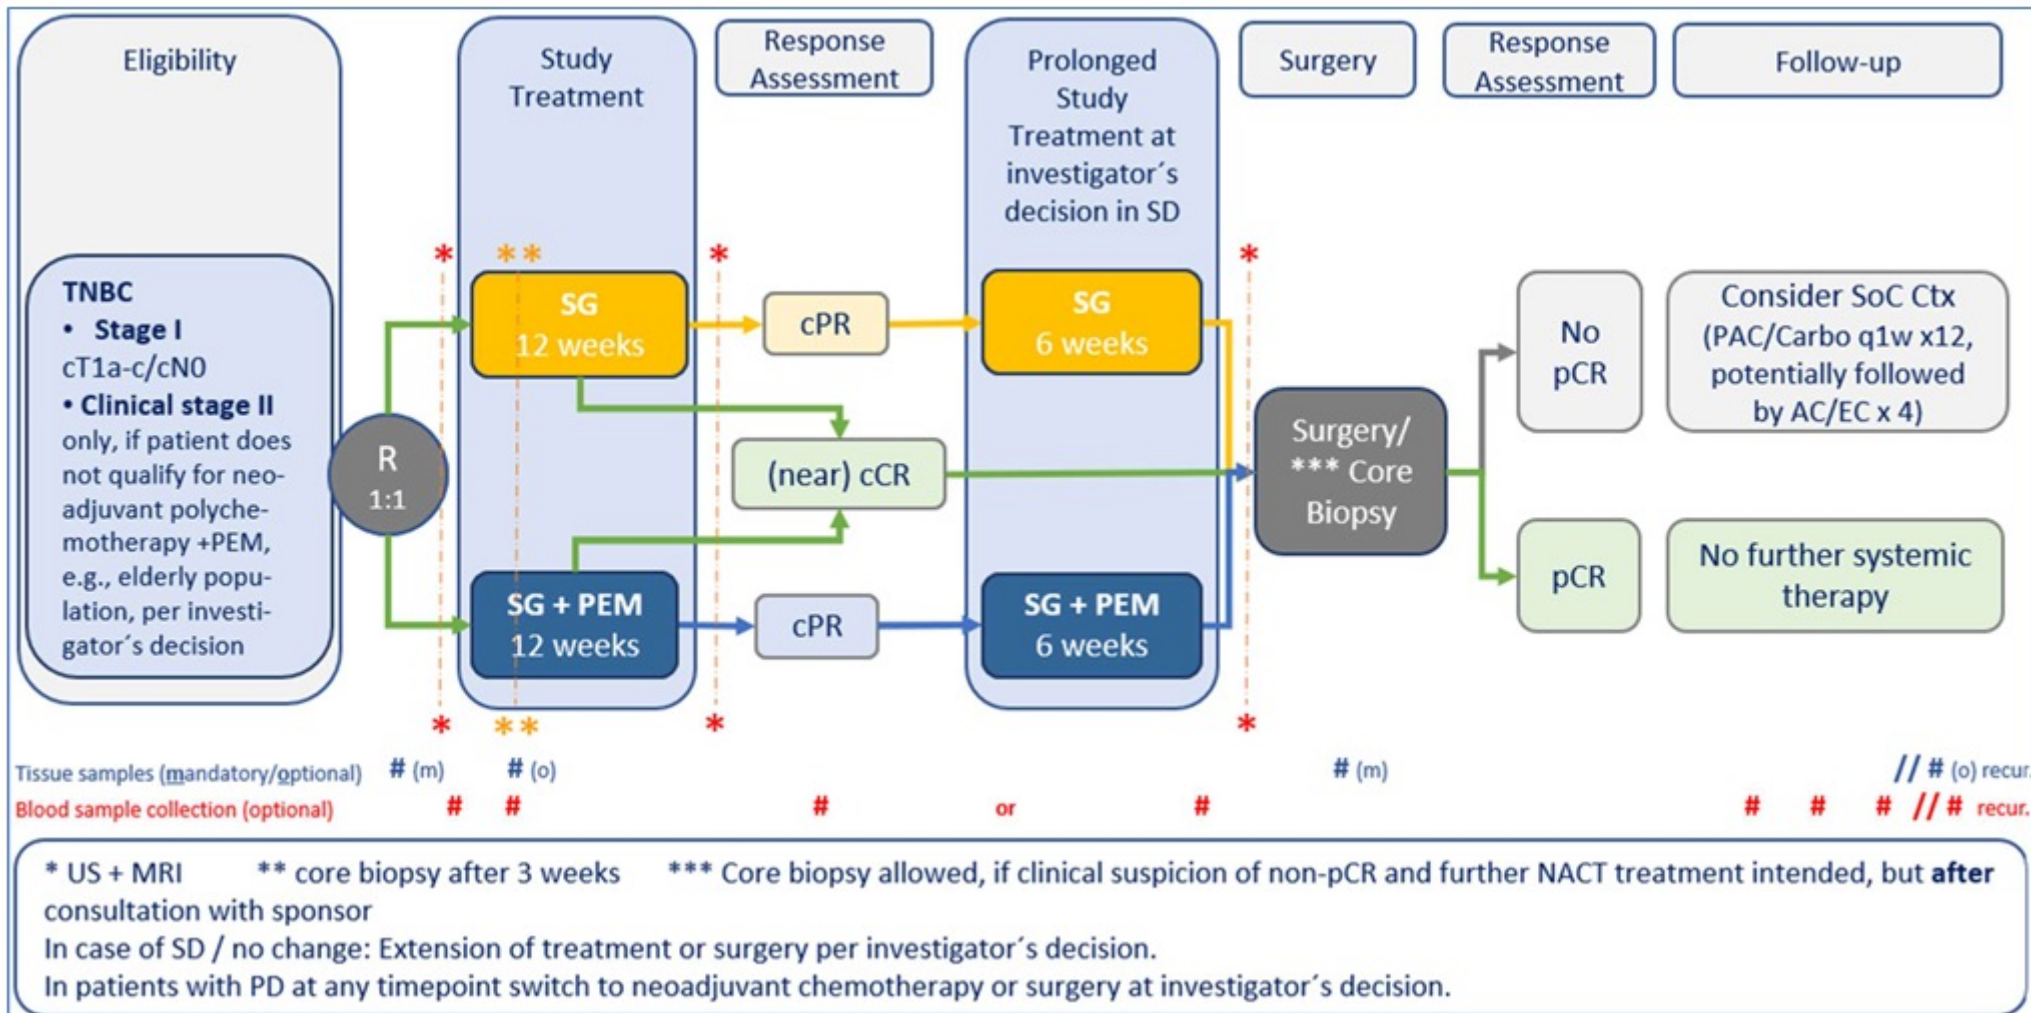 Eligibility
Study
Treatment
Response
Assessment
Prolonged
Study
Treatment at
investigator´s
decision in SD
Surgery
Response
Assessment
Follow-up
TNBC
• Stage I
cT1a-c/cN0
• Clinical stage II
only, if patient does
not qualify for neo-
adjuvant polyche-
motherapy +PEM,
e.g., elderly popu-
lation, per investi-
gator´s decision
R
1:1
*
**
*
*
SG
12 weeks
cPR
SG
6 weeks
(near) cCR
SG + PEM
12 weeks
cPR
SG + PEM
6 weeks
*
**
*
*
Surgery/
*** Core
Biopsy
No
pCR
Consider SoC Ctx
(PAC/Carbo q1w x12,
potentially followed
by AC/EC x 4)
pCR
No further systemic
therapy
Tissue samples (mandatory/optional) # (m) # (o) # (m) // # (o) recur.
Blood sample collection (optional) # # # or # # # # // # recur.
* US + MRI ** core biopsy after 3 weeks *** Core biopsy allowed, if clinical suspicion of non-pCR and further NACT treatment intended, but after
consultation with sponsor
In case of SD / no change: Extension of treatment or surgery per investigator´s decision.
In patients with PD at any timepoint switch to neoadjuvant chemotherapy or surgery at investigator´s decision.